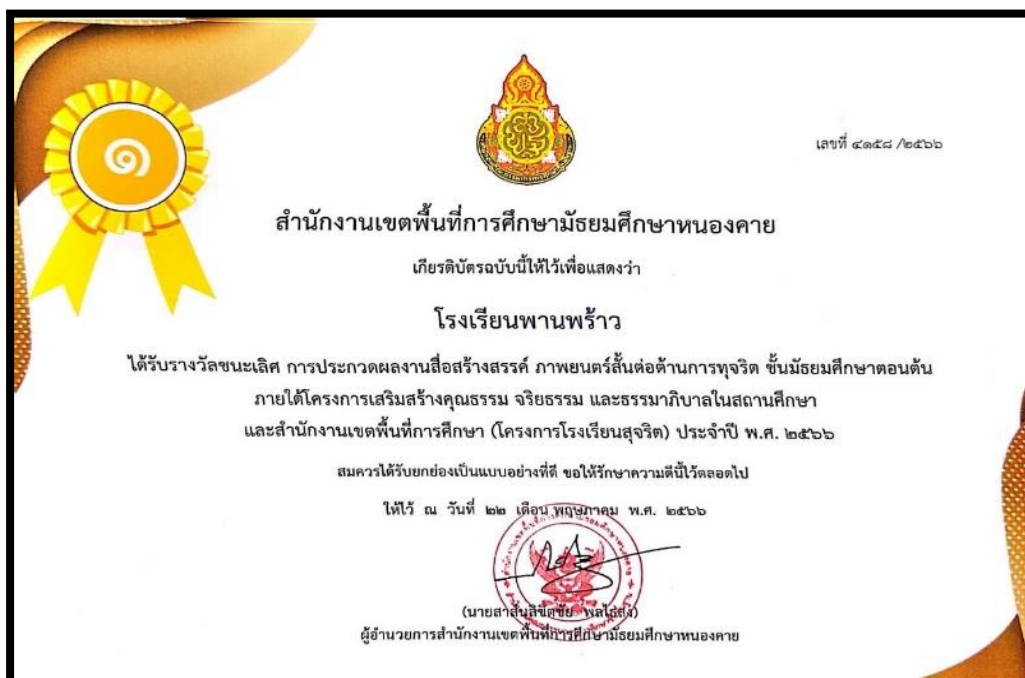 ๑
เลขที่ ๔๑๕๘ /๒๕๖๖
สำนักงานเขตพื้นที่การศึกษามัธยมศึกษาหนองคาย
เกียรติบัตรฉบับนี้ให้ไว้เพื่อแสดงว่า
โรงเรียนพานพร้าว
ได้รับรางวัลชนะเลิศ การประกวดผลงานสื่อสร้างสรรค์ ภาพยนตร์สั้นต่อต้านการทุจริต ชั้นมัธยมศึกษาตอนต้น
ภายใต้โครงการเสริมสร้างคุณธรรม จริยธรรม และธรรมาภิบาลในสถานศึกษา
และสำนักงานเขตพื้นที่การศึกษา (โครงการโรงเรียนสุจริต) ประจำปี พ.ศ. ๒๕๖๖
สมควรได้รับยกย่องเป็นแบบอย่างที่ดี ขอให้รักษาความดีนี้ไว้ตลอดไป
ให้ไว้ ณ วันที่ ๒๒ เดือน พฤษภาคม พ.ศ. ๒๕๖๖
ผู้อำนวยการสำนักงานเขตพื้นที่การศึกษามัธยมศึกษาหนองคาย